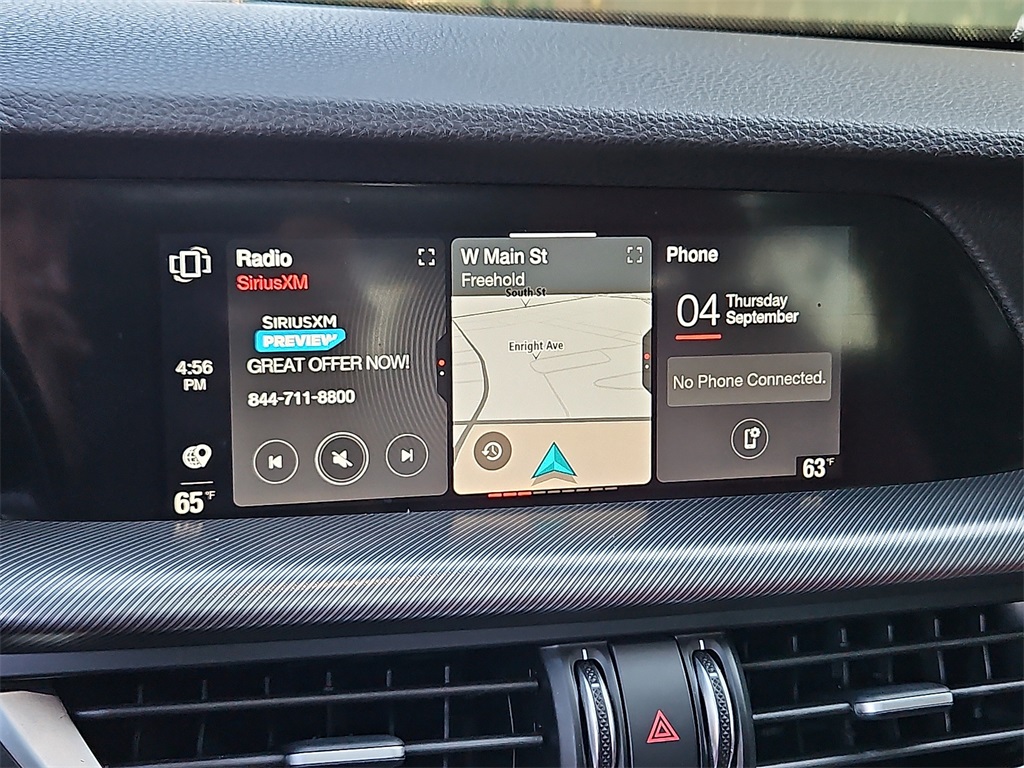 4:56
PM
65°F
Radio
SiriusXM
SIRIUSXM
PREVIEW
GREAT OFFER NOW!
844-711-8800
W Main St
Freehold
South St
Enright Ave
Phone
04
Thursday
September
No Phone Connected.
63°F